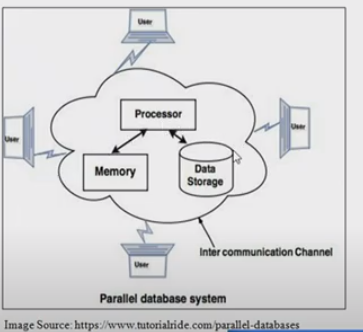 User
Processor
User
User
Memory
Data
Storage
User
Inter communication Channel
Parallel database system
Image Source: https://www.tutorialride.com/parallel-databases